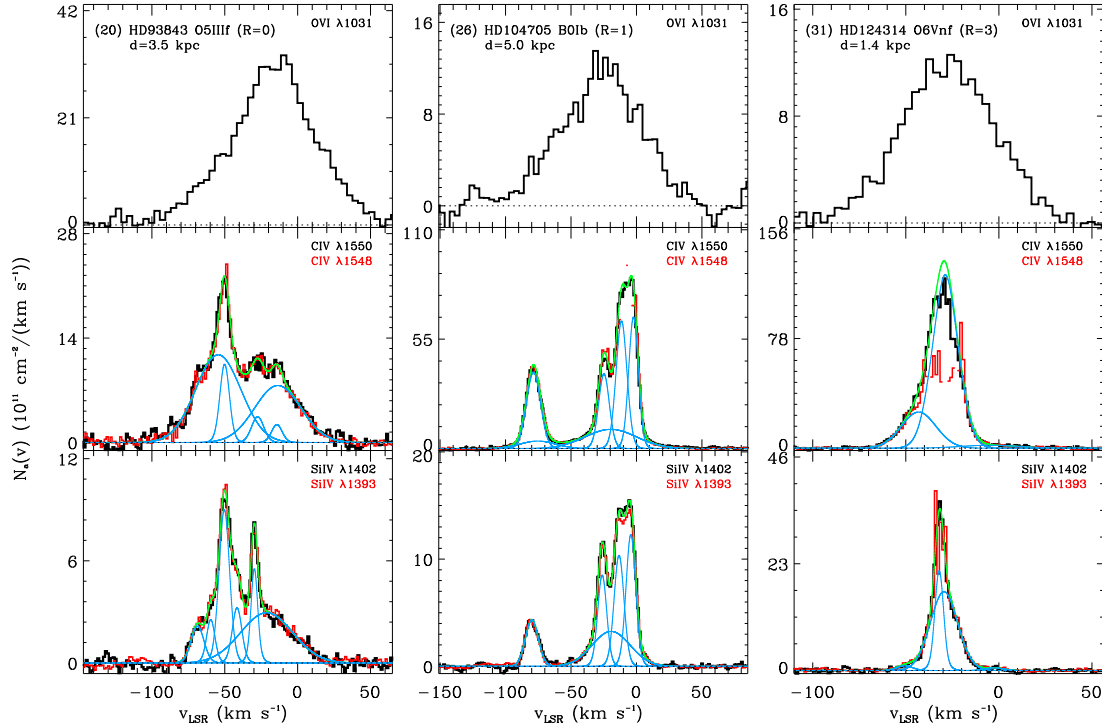 (20) HD93843 O5IIIf (R=0) OVI λ1031
d=3.5 kpc
42
21
0
(26) HD104705 B0Ib (R=1) OVI λ1031
d=5.0 kpc
16
8
0
(31) HD124314 O6Vnf (R=3) OVI λ1031
d=1.4 kpc
16
8
0
Nₐ(v) (10¹¹ cm⁻²/(km s⁻¹))
28
14
0
CIV λ1550
CIV λ1548
110
55
0
CIV λ1550
CIV λ1548
156
78
0
CIV λ1550
CIV λ1548
12
6
0
SiIV λ1402
SiIV λ1393
20
10
0
SiIV λ1402
SiIV λ1393
46
23
0
SiIV λ1402
SiIV λ1393
−100 −50 0 50
−150 −100 −50 0 50
−100 −50 0 50
v_LSR (km s⁻¹)
v_LSR (km s⁻¹)
v_LSR (km s⁻¹)